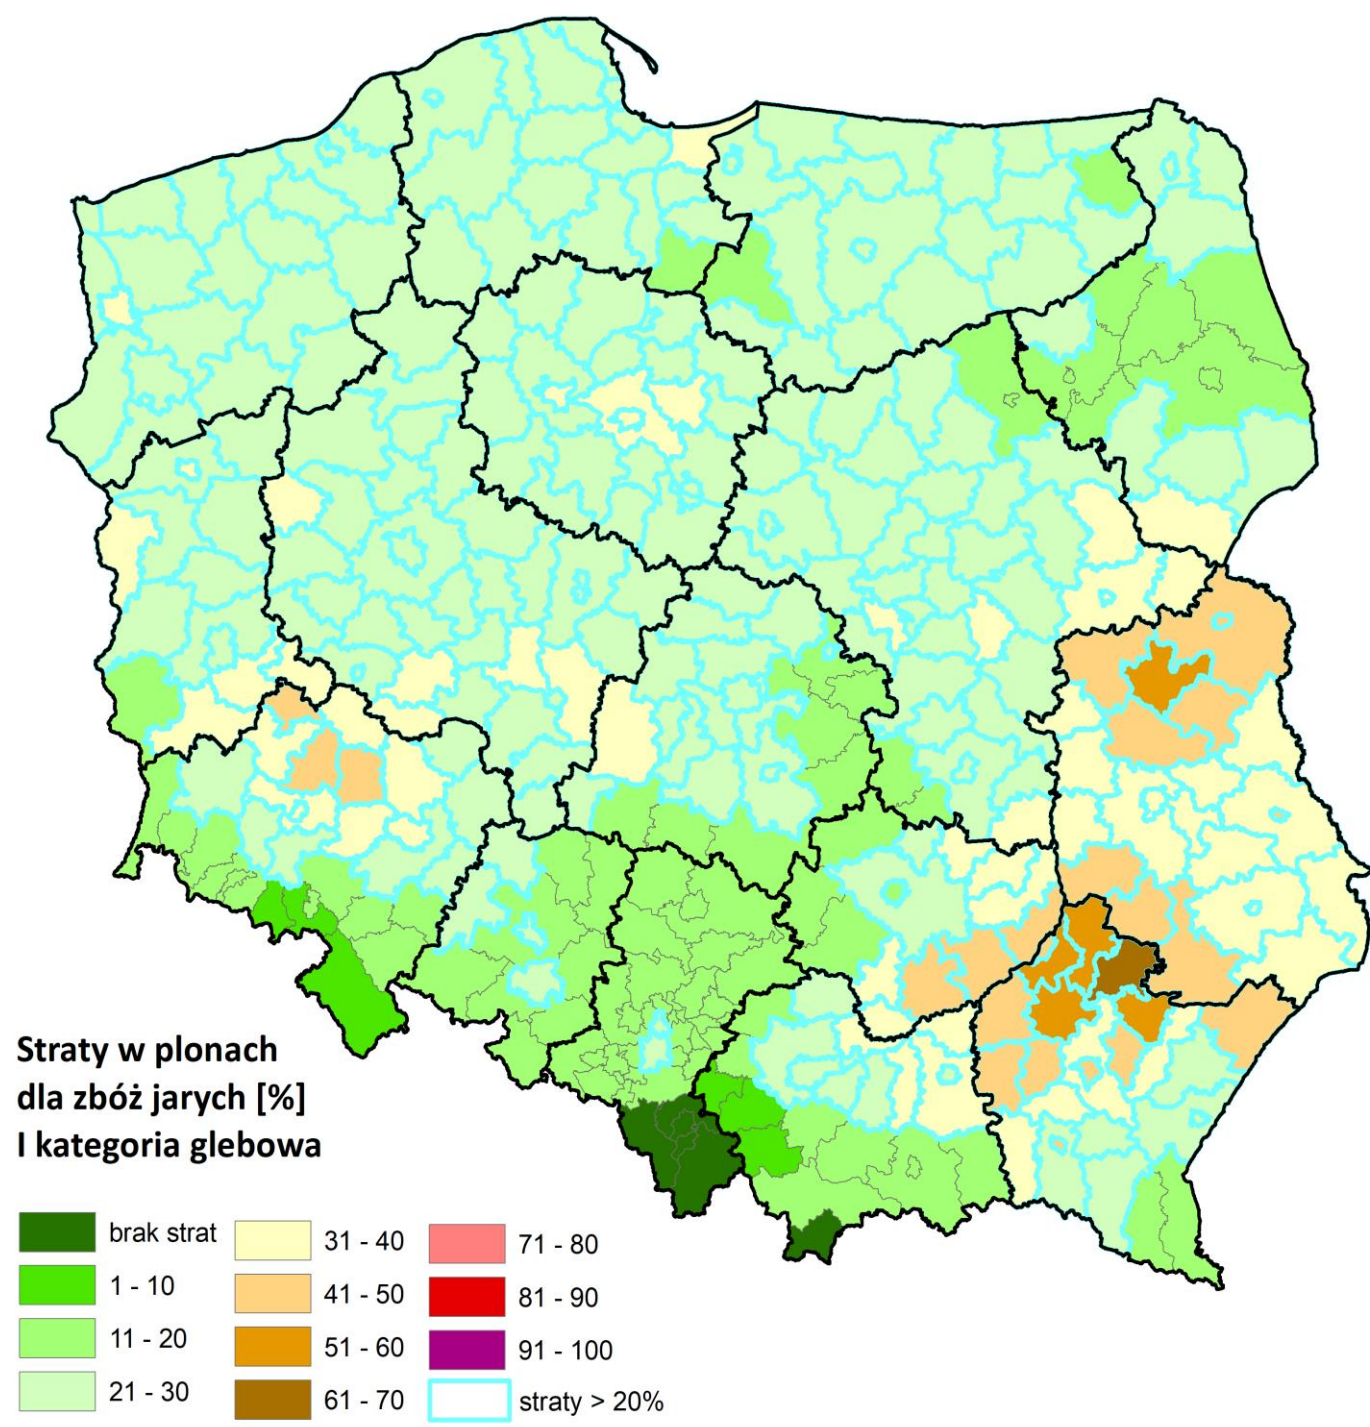 Straty w plonach
dla zbóż jarych [%]
I kategoria glebowa
brak strat
1 - 10
11 - 20
21 - 30
31 - 40
41 - 50
51 - 60
61 - 70
71 - 80
81 - 90
91 - 100
straty > 20%